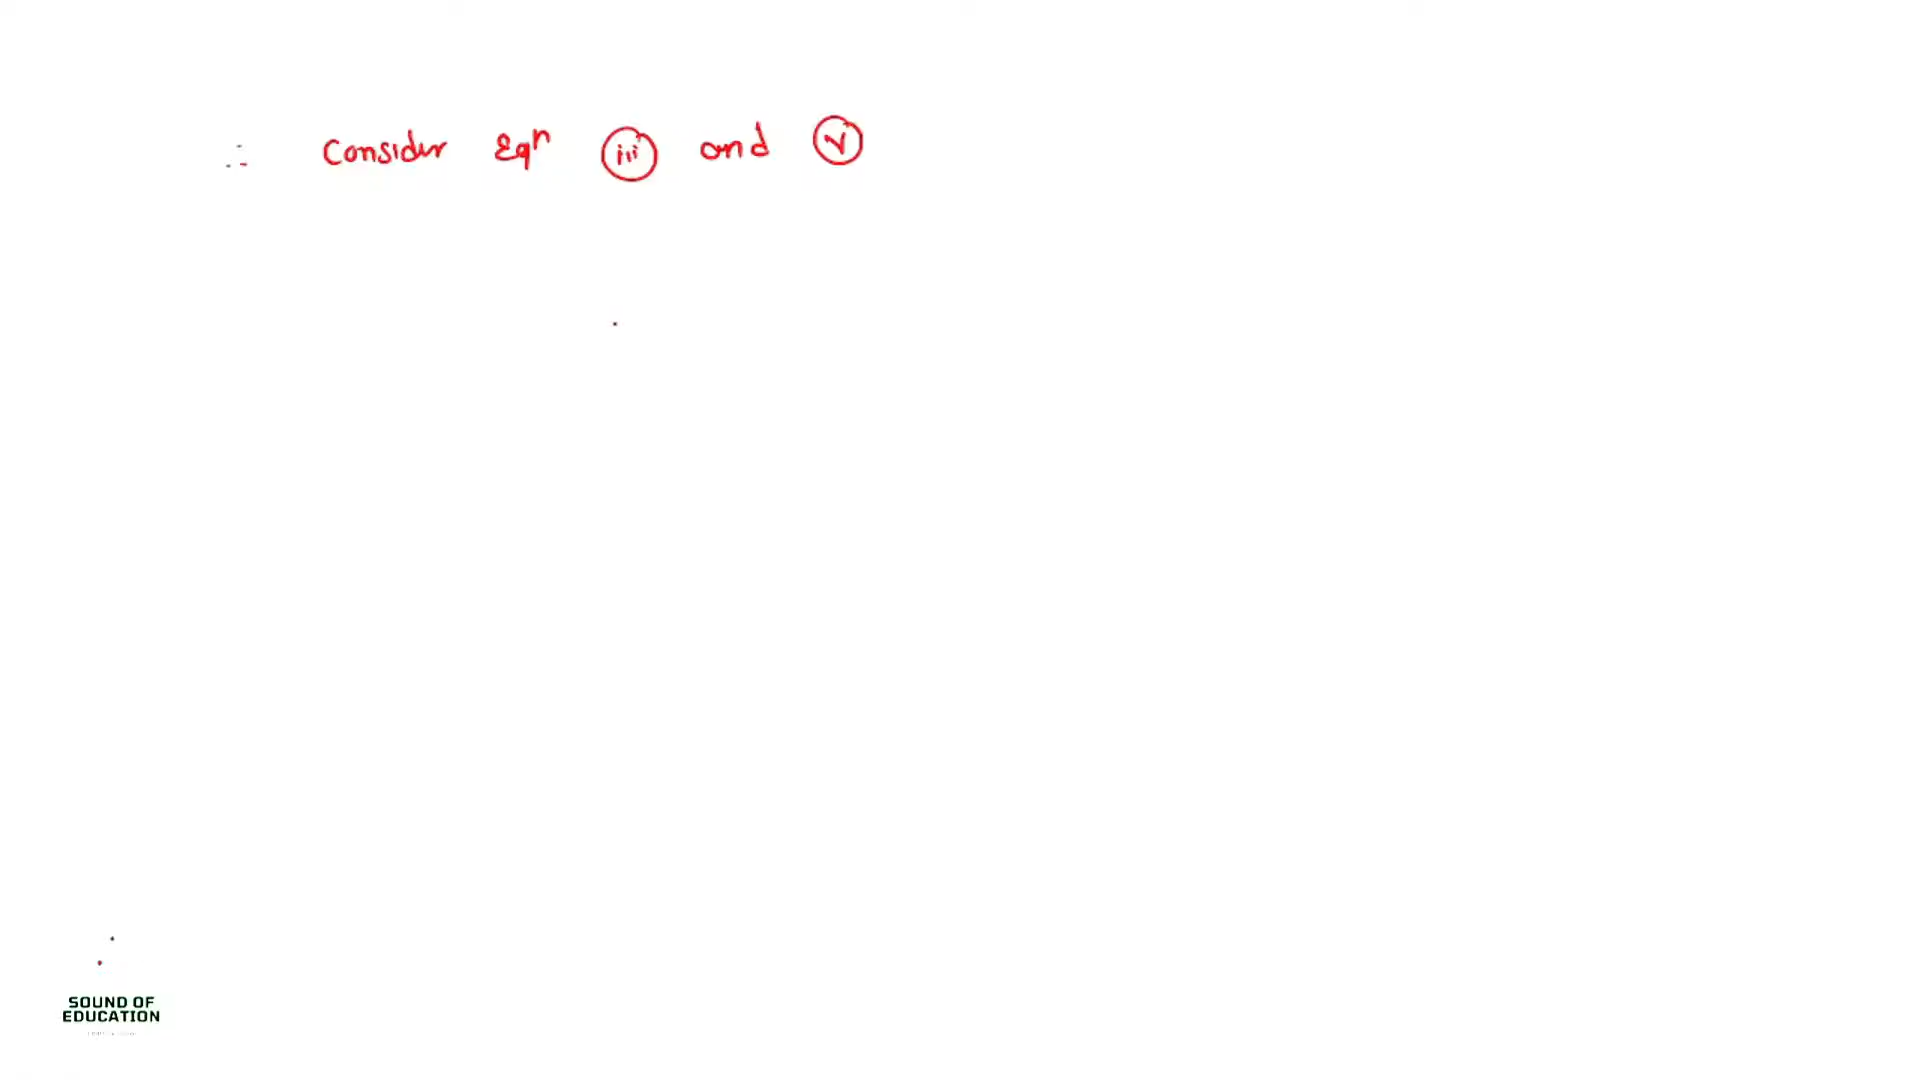 ∴ Consider Eqⁿ (iii) and (v)
SOUND OF
EDUCATION